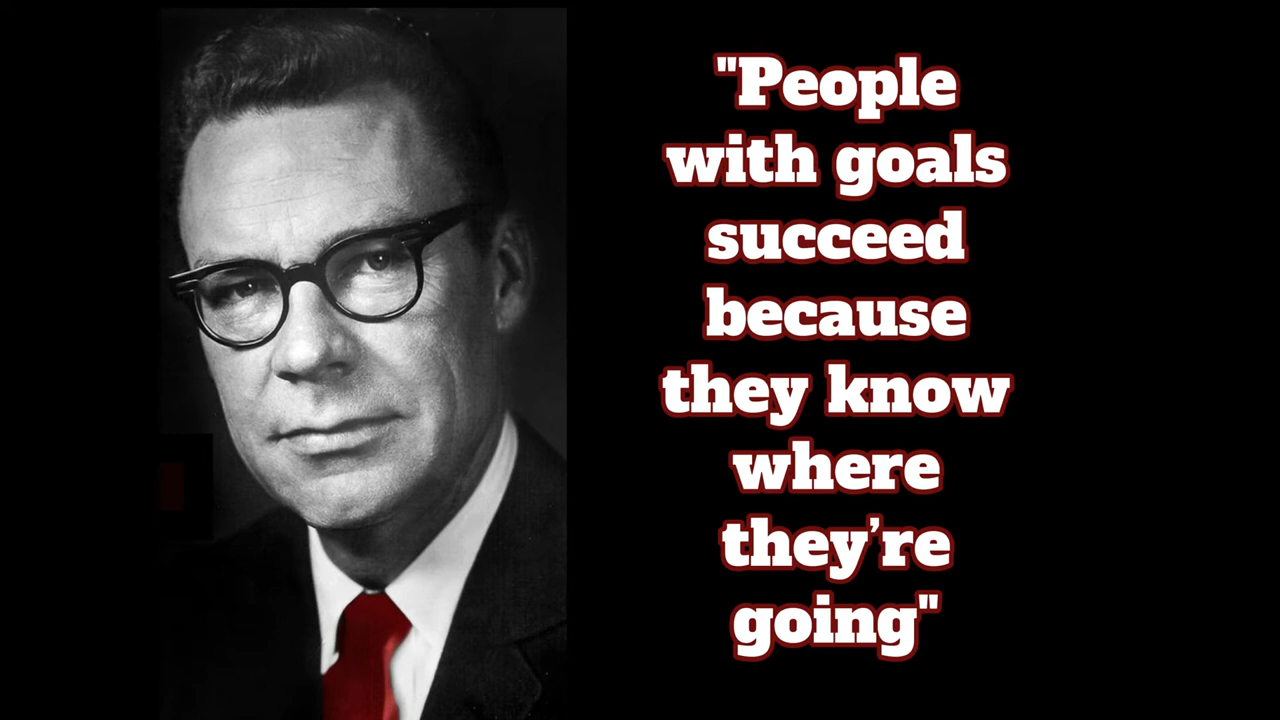 "People
with goals
succeed
because
they know
where
they’re
going"